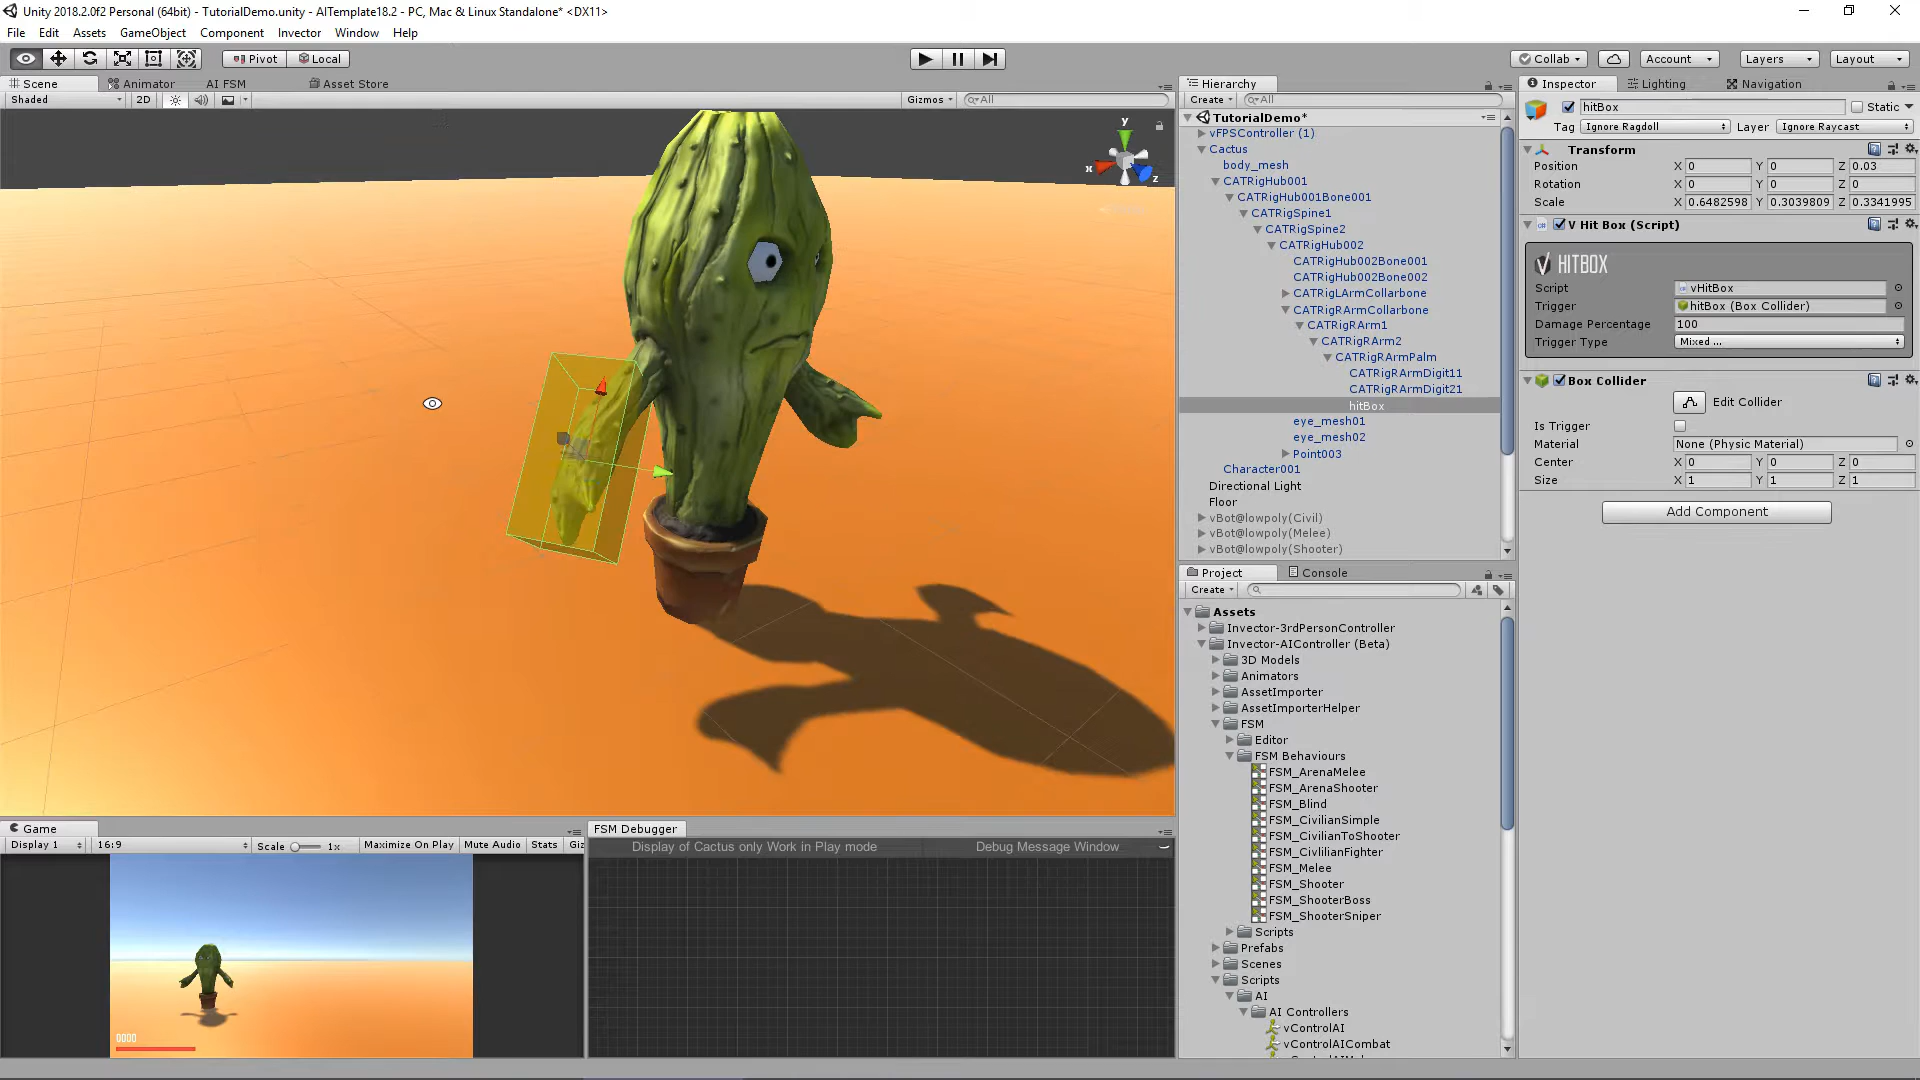 Unity 2018.2.0f2 Personal (64bit) - TutorialDemo.unity - AITemplate18.2 - PC, Mac & Linux Standalone* <DX11>
File Edit Assets GameObject Component Invector Window Help
Pivot Local Collab Account Layers Layout
Scene Animator AI FSM Asset Store
Shaded 2D Gizmos All
y
x
z
Hierarchy
Create All
TutorialDemo*
vFPSController (1)
Cactus
body_mesh
CATRigHub001
CATRigHub001Bone001
CATRigSpine1
CATRigSpine2
CATRigHub002
CATRigHub002Bone001
CATRigHub002Bone002
CATRigLArmCollarbone
CATRigRArmCollarbone
CATRigRArm1
CATRigRArm2
CATRigRArmPalm
CATRigRArmDigit11
CATRigRArmDigit21
hitBox
eye_mesh01
eye_mesh02
Point003
Character001
Directional Light
Floor
vBot@lowpoly(Civil)
vBot@lowpoly(Melee)
vBot@lowpoly(Shooter)
Inspector Lighting Navigation
hitBox Static
Tag Ignore Ragdoll Layer Ignore Raycast
Transform
Position X 0 Y 0 Z 0.03
Rotation X 0 Y 0 Z 0
Scale X 0.6482598 Y 0.3039809 Z 0.3341995
V Hit Box (Script)
HITBOX
Script vHitBox
Trigger hitBox (Box Collider)
Damage Percentage 100
Trigger Type Mixed ...
Box Collider
Edit Collider
Is Trigger
Material None (Physic Material)
Center X 0 Y 0 Z 0
Size X 1 Y 1 Z 1
Add Component
Project Console
Create
Assets
Invector-3rdPersonController
Invector-AIController (Beta)
3D Models
Animators
AssetImporter
AssetImporterHelper
FSM
Editor
FSM Behaviours
FSM_ArenaMelee
FSM_ArenaShooter
FSM_Blind
FSM_CivilianSimple
FSM_CivilianToShooter
FSM_CivlilianFighter
FSM_Melee
FSM_Shooter
FSM_ShooterBoss
FSM_ShooterSniper
Scripts
Prefabs
Scenes
Scripts
AI
AI Controllers
vControlAI
vControlAICombat
Game
Display 1 16:9 Scale 1x Maximize On Play Mute Audio Stats Giz
0000
FSM Debugger
Display of Cactus only Work in Play mode Debug Message Window